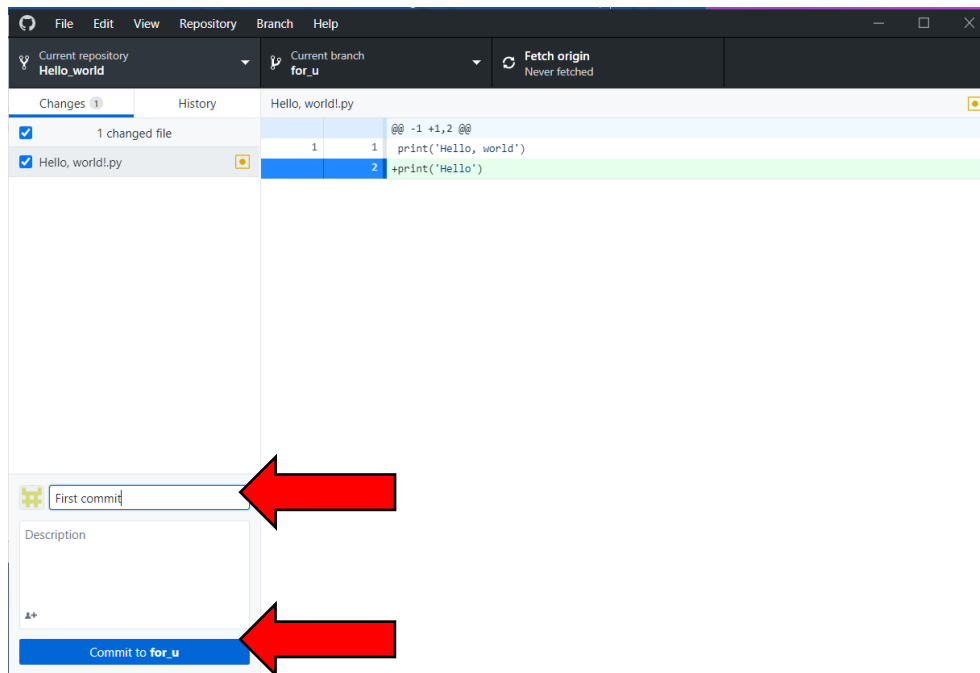 File Edit View Repository Branch Help
Current repository
Hello_world
Current branch
for_u
Fetch origin
Never fetched
Changes 1 History
Hello, world!.py
1 changed file
Hello, world!.py
@@ -1 +1,2 @@
1 1 print('Hello, world')
2 +print('Hello')
First commit
Description
Commit to for_u